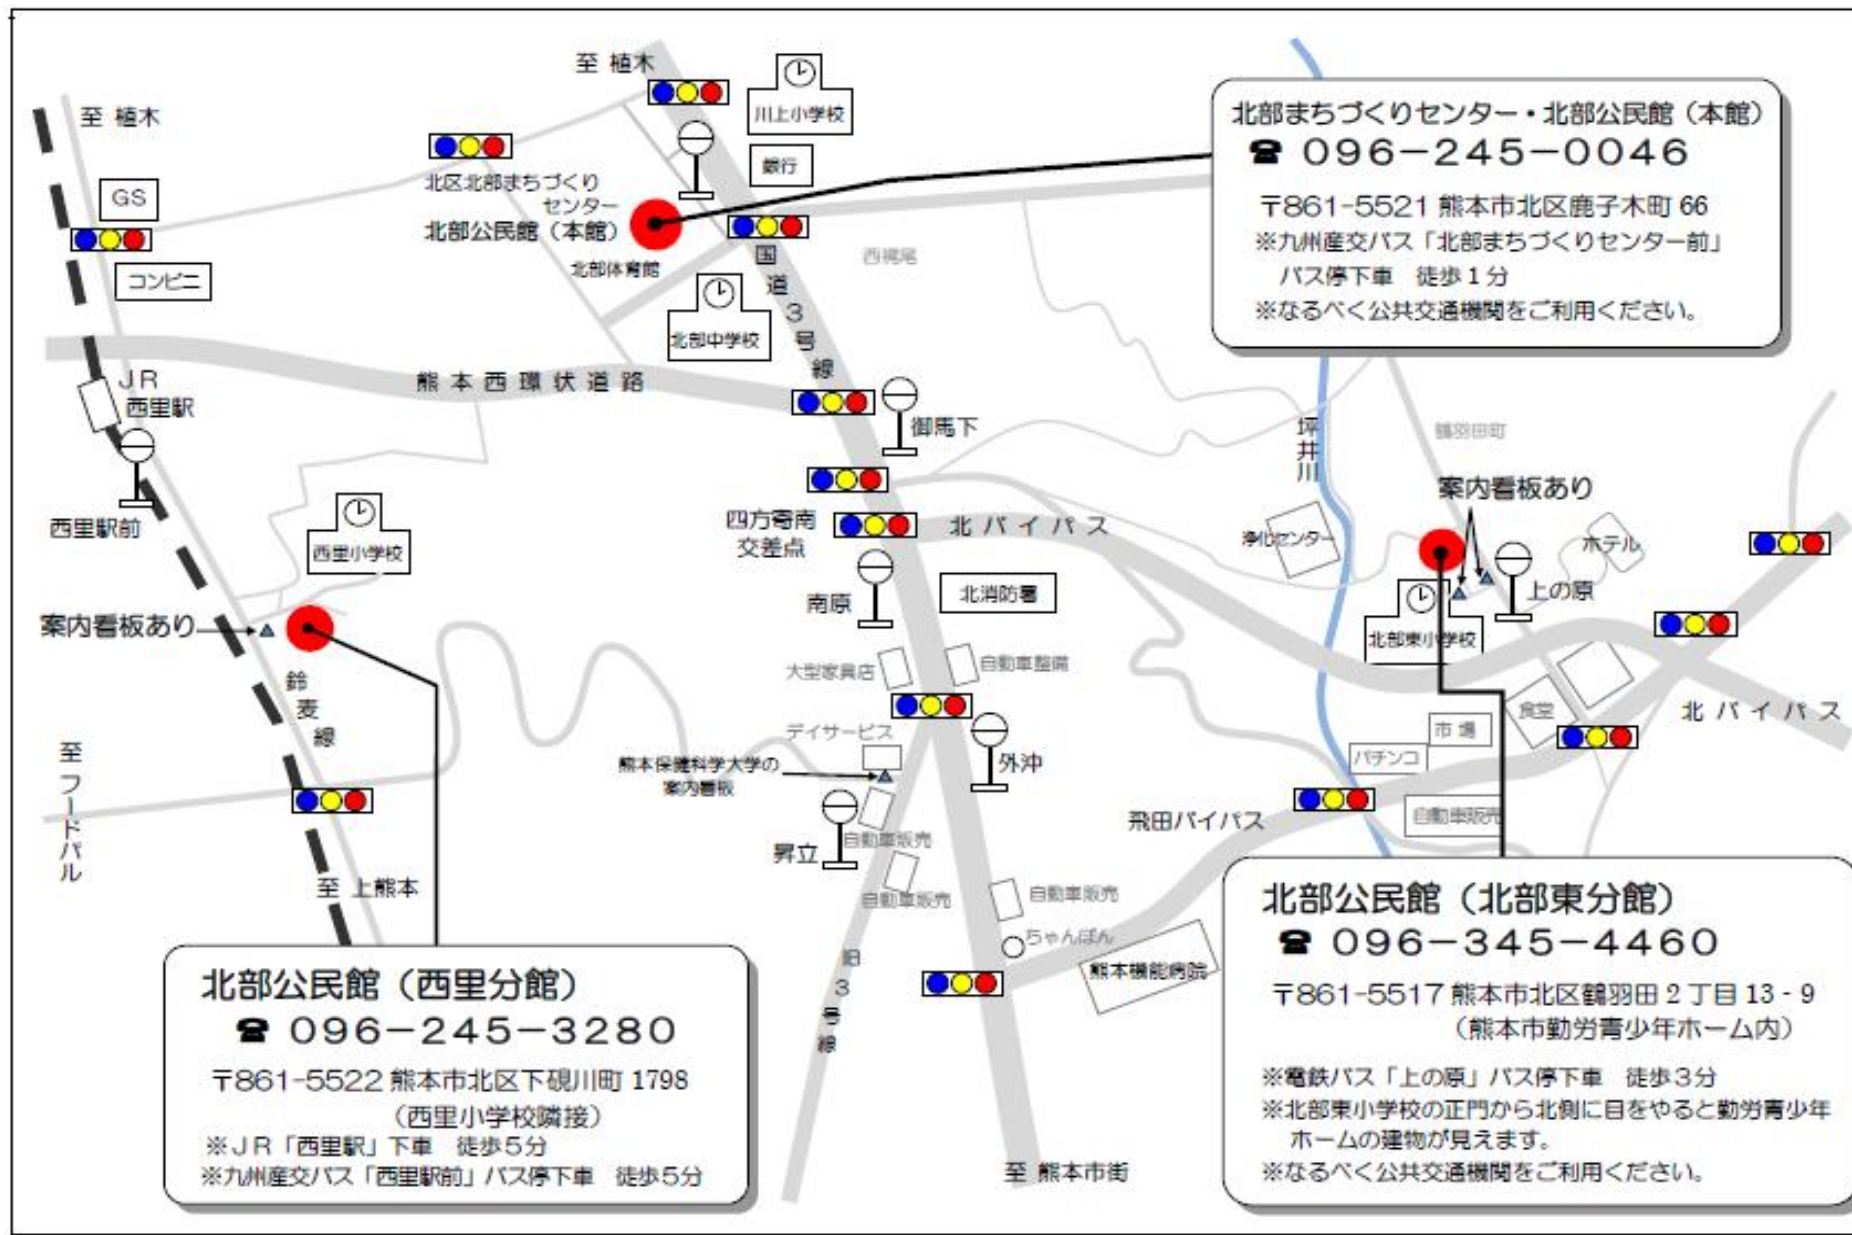 至 植木
川上小学校
銀行
至 植木
GS
コンビニ
北区北部まちづくり
センター
北部公民館（本館）
北部体育館
国道3号線
西梶尾
北部中学校
北部まちづくりセンター・北部公民館（本館）
☎ 096－245－0046
〒861-5521 熊本市北区鹿子木町 66
※九州産交バス「北部まちづくりセンター前」
バス停下車　徒歩１分
※なるべく公共交通機関をご利用ください。
熊本西環状道路
JR
西里駅
西里駅前
御馬下
坪井川
鶴羽田町
案内看板あり
西里小学校
四方寄南
交差点
北バイパス
浄化センター
ホテル
南原
北消防署
上の原
北部東小学校
案内看板あり
鈴麦線
大型家具店
自動車整備
デイサービス
熊本保健科学大学の
案内看板
外沖
食堂
市場
パチンコ
北バイパス
至 フードパル
昇立
自動車販売
飛田バイパス
自動車販売
至 上熊本
自動車販売
自動車販売
ちゃんぽん
熊本機能病院
旧3号線
至 熊本市街
北部公民館（西里分館）
☎ 096－245－3280
〒861-5522 熊本市北区下硯川町 1798
（西里小学校隣接）
※ＪＲ「西里駅」下車　徒歩５分
※九州産交バス「西里駅前」バス停下車　徒歩５分
北部公民館（北部東分館）
☎ 096－345－4460
〒861-5517 熊本市北区鶴羽田２丁目 13 - 9
（熊本市勤労青少年ホーム内）
※電鉄バス「上の原」バス停下車　徒歩３分
※北部東小学校の正門から北側に目をやると勤労青少年
ホームの建物が見えます。
※なるべく公共交通機関をご利用ください。